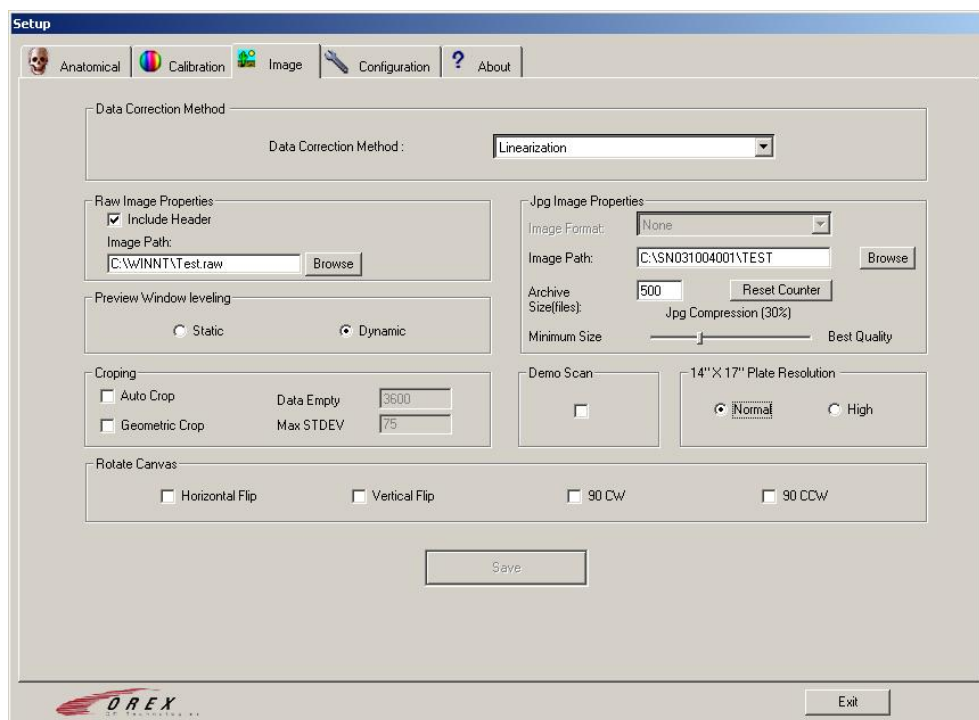 Setup
Anatomical Calibration Image Configuration ? About
Data Correction Method
Data Correction Method : Linearization
Raw Image Properties
Include Header
Image Path:
C:\WINNT\Test.raw Browse
Jpg Image Properties
Image Format: None
Image Path: C:\SN031004001\TEST Browse
Archive
Size(files): 500 Reset Counter
Jpg Compression (30%)
Minimum Size Best Quality
Preview Window leveling
Static Dynamic
Croping
Auto Crop Data Empty 3600
Geometric Crop Max STDEV 75
Demo Scan
14" X 17" Plate Resolution
Normal High
Rotate Canvas
Horizontal Flip Vertical Flip 90 CW 90 CCW
Save
OREX
CR Technologies
Exit